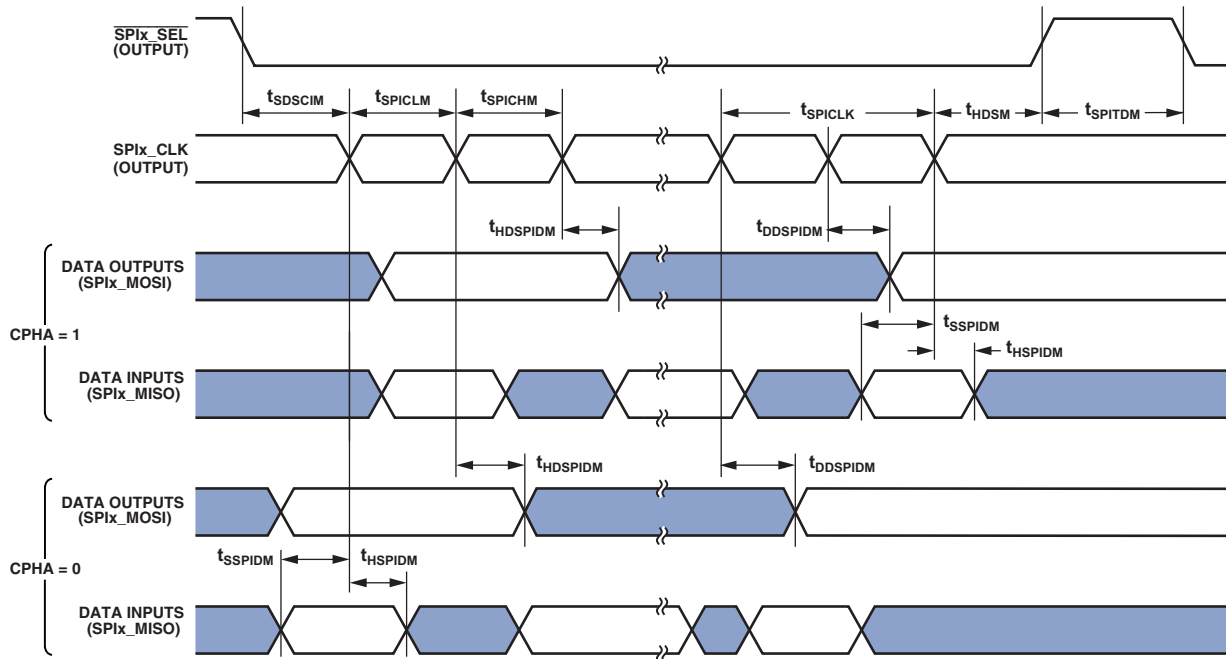 SPIx_SEL
(OUTPUT)
tSDSCIM
tSPICLM
tSPICHM
tSPICLK
tHDSM
tSPITDM
SPIx_CLK
(OUTPUT)
tHDSPIDM
tDDSPIDM
CPHA = 1
DATA OUTPUTS
(SPIx_MOSI)
tSSPIDM
tHSPIDM
DATA INPUTS
(SPIx_MISO)
tHDSPIDM
tDDSPIDM
CPHA = 0
DATA OUTPUTS
(SPIx_MOSI)
tSSPIDM
tHSPIDM
DATA INPUTS
(SPIx_MISO)